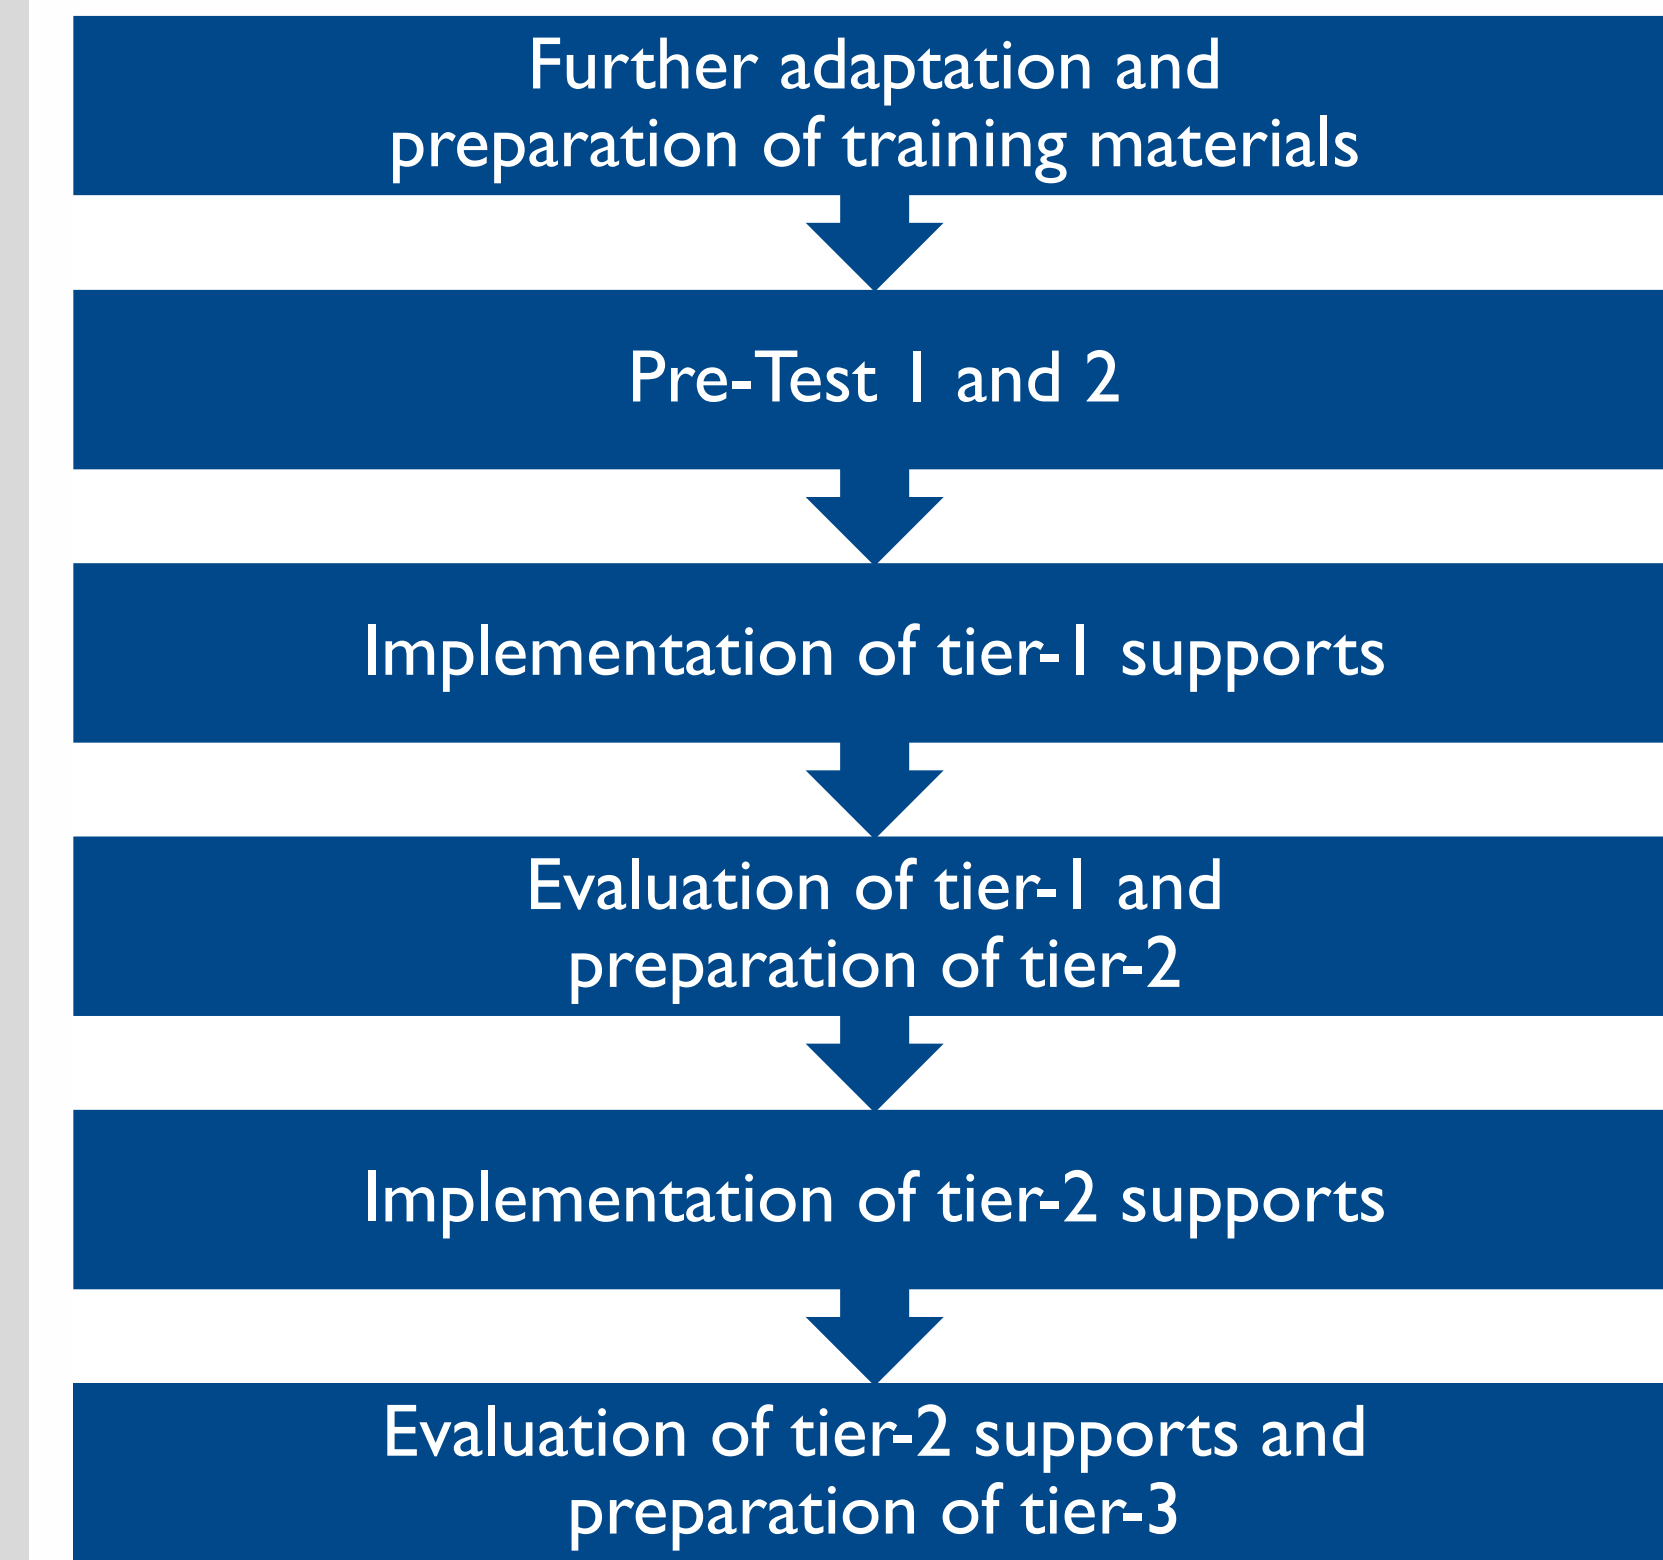 Further adaptation and
preparation of training materials
Pre-Test 1 and 2
Implementation of tier-1 supports
Evaluation of tier-1 and
preparation of tier-2
Implementation of tier-2 supports
Evaluation of tier-2 supports and
preparation of tier-3